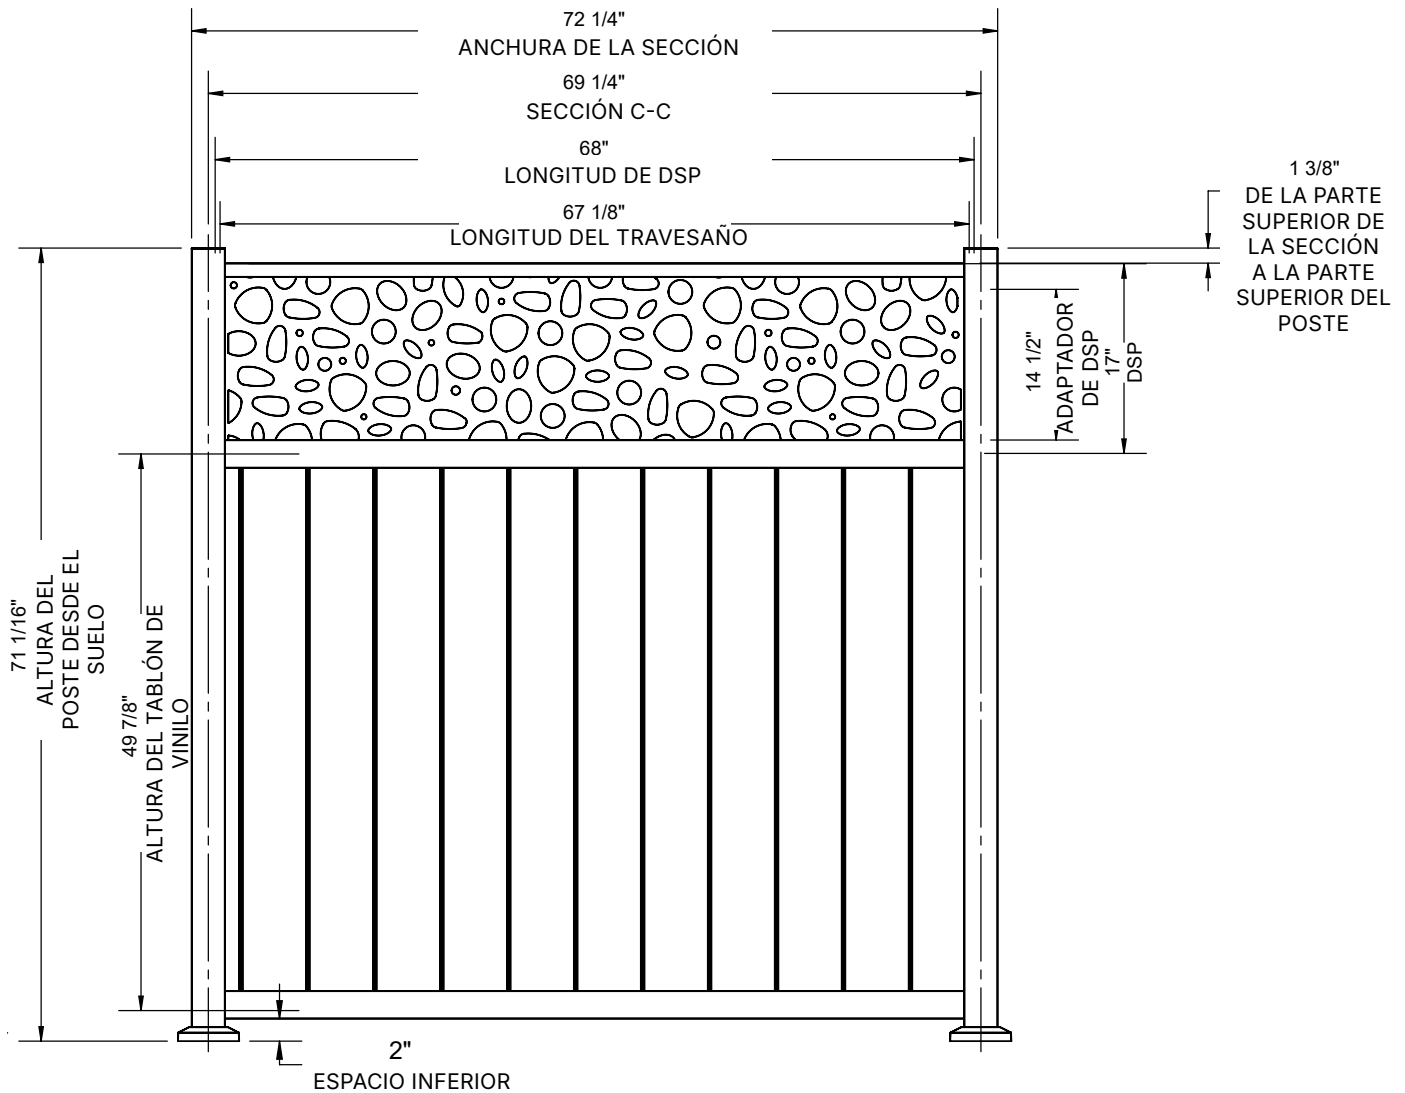 72 1/4"
ANCHURA DE LA SECCIÓN
69 1/4"
SECCIÓN C-C
68"
LONGITUD DE DSP
67 1/8"
LONGITUD DEL TRAVESAÑO
1 3/8"
DE LA PARTE
SUPERIOR DE
LA SECCIÓN
A LA PARTE
SUPERIOR DEL
POSTE
14 1/2"
ADAPTADOR
DE DSP
17"
DSP
71 1/16"
ALTURA DEL
POSTE DESDE EL
SUELO
49 7/8"
ALTURA DEL TABLÓN DE
VINILO
2"
ESPACIO INFERIOR